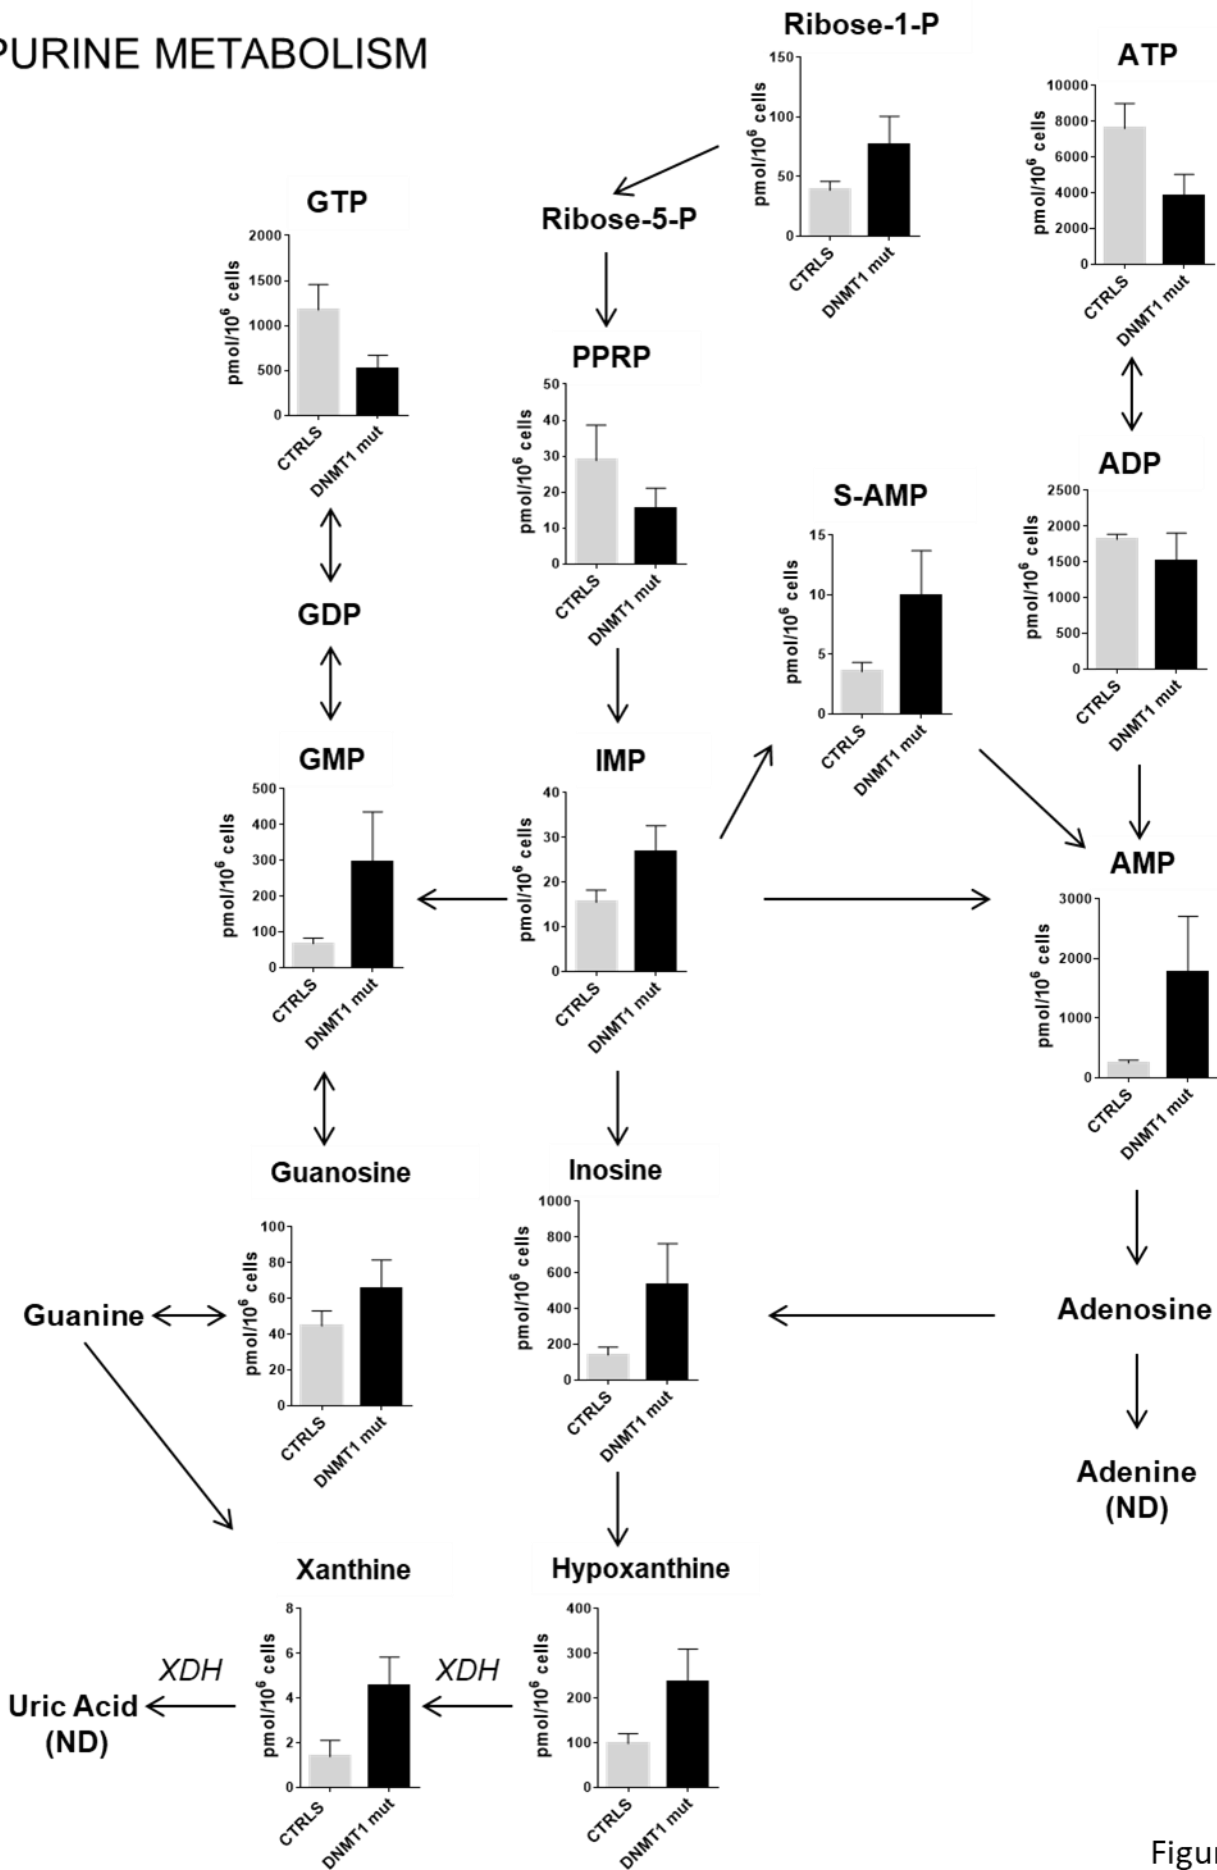 PURINE METABOLISM
Ribose-1-P
150
100
50
0
pmol/10⁶ cells
CTRLS
DNMT1 mut
ATP
10000
8000
6000
4000
2000
0
pmol/10⁶ cells
CTRLS
DNMT1 mut
GTP
2000
1500
1000
500
0
pmol/10⁶ cells
CTRLS
DNMT1 mut
Ribose-5-P
PPRP
50
40
30
20
10
0
pmol/10⁶ cells
CTRLS
DNMT1 mut
S-AMP
15
10
5
0
pmol/10⁶ cells
CTRLS
DNMT1 mut
ADP
2500
2000
1500
1000
500
0
pmol/10⁶ cells
CTRLS
DNMT1 mut
GDP
GMP
500
400
300
200
100
0
pmol/10⁶ cells
CTRLS
DNMT1 mut
IMP
40
30
20
10
0
pmol/10⁶ cells
CTRLS
DNMT1 mut
AMP
3000
2000
1000
0
pmol/10⁶ cells
CTRLS
DNMT1 mut
Guanosine
100
80
60
40
20
0
pmol/10⁶ cells
CTRLS
DNMT1 mut
Inosine
1000
800
600
400
200
0
pmol/10⁶ cells
CTRLS
DNMT1 mut
Guanine
Adenosine
Adenine
(ND)
Xanthine
8
6
4
2
0
pmol/10⁶ cells
CTRLS
DNMT1 mut
Hypoxanthine
400
300
200
100
0
pmol/10⁶ cells
CTRLS
DNMT1 mut
XDH
XDH
Uric Acid
(ND)